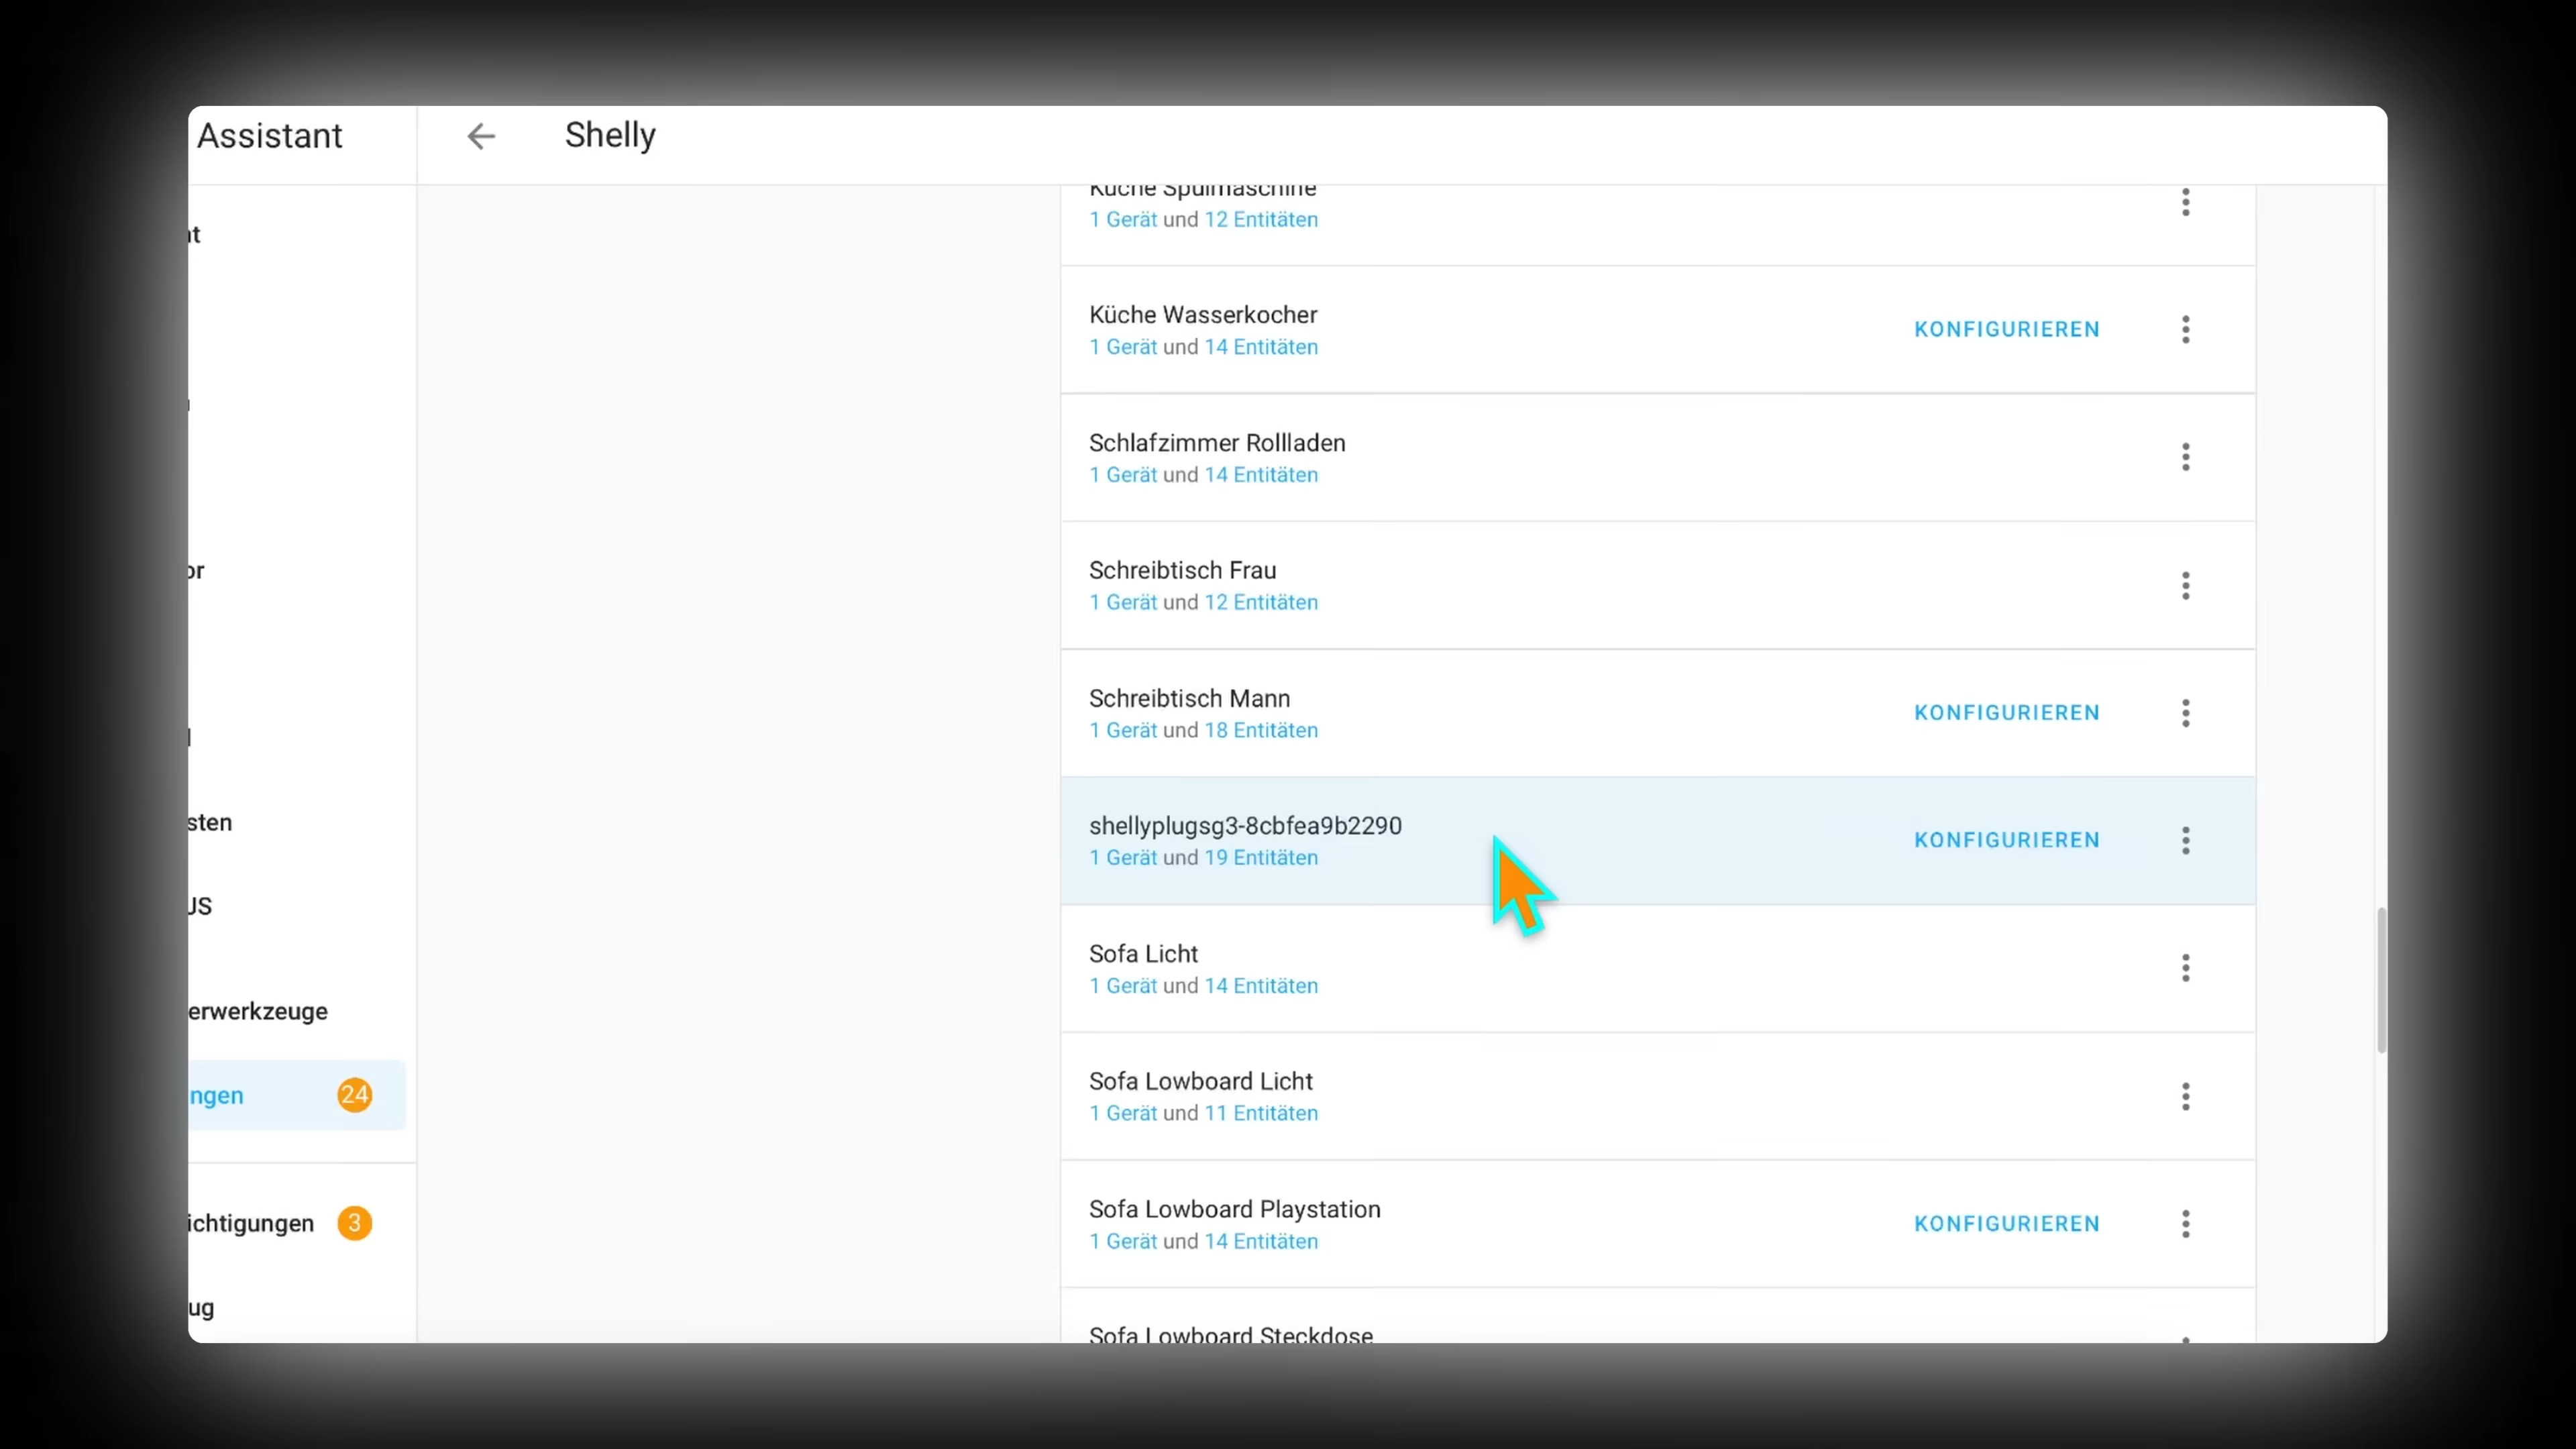 Assistant
Shelly
Küche Spülmaschine
1 Gerät und 12 Entitäten
Küche Wasserkocher
1 Gerät und 14 Entitäten
KONFIGURIEREN
Schlafzimmer Rollladen
1 Gerät und 14 Entitäten
Schreibtisch Frau
1 Gerät und 12 Entitäten
Schreibtisch Mann
1 Gerät und 18 Entitäten
KONFIGURIEREN
shellyplugsg3-8cbfea9b2290
1 Gerät und 19 Entitäten
KONFIGURIEREN
Sofa Licht
1 Gerät und 14 Entitäten
Sofa Lowboard Licht
1 Gerät und 11 Entitäten
Sofa Lowboard Playstation
1 Gerät und 14 Entitäten
KONFIGURIEREN
Sofa Lowboard Steckdose
sten
erwerkzeuge
ngen 24
ichtigungen 3
ug